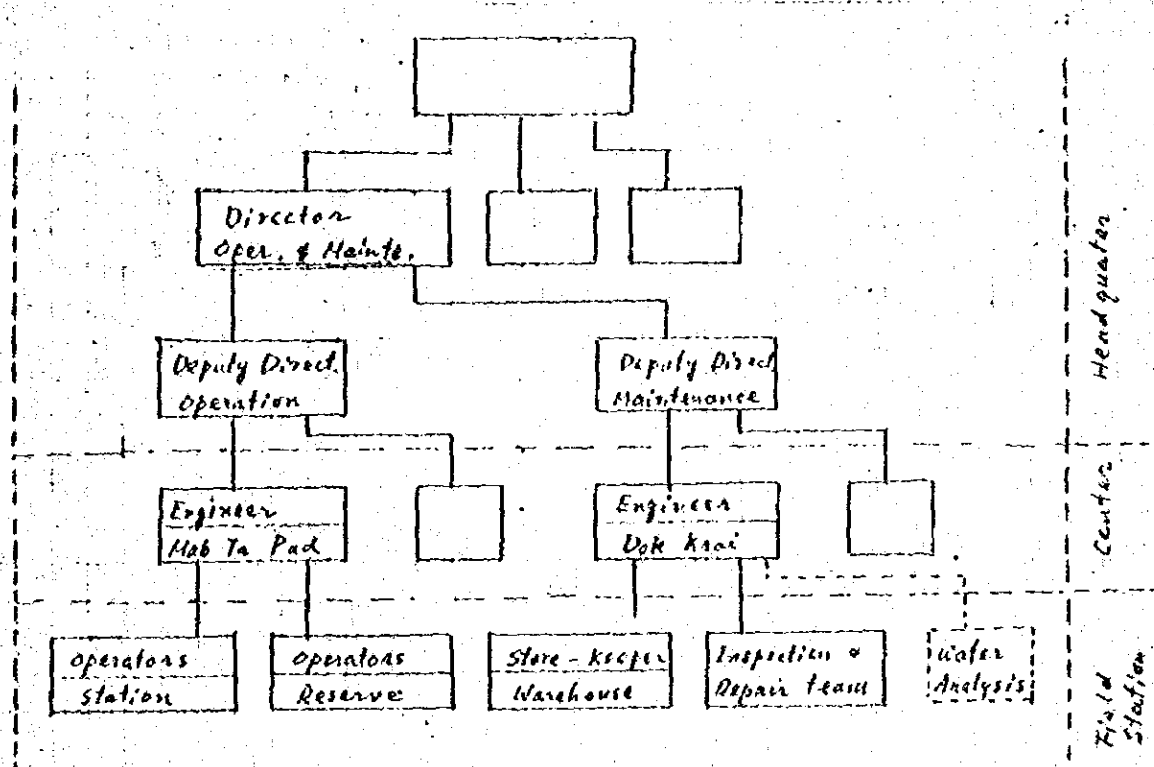 Director
Oper. & Mainte.
Deputy Direct.
Operation
Deputy Direct.
Maintenance
Headquater
Engineer
Mab Ta Pud
Engineer
Dok Krai
Center
Operators
Station
Operators
Reserve
Store-Keeper
Warehouse
Inspection &
Repair team
Water
Analysis
Field
Station